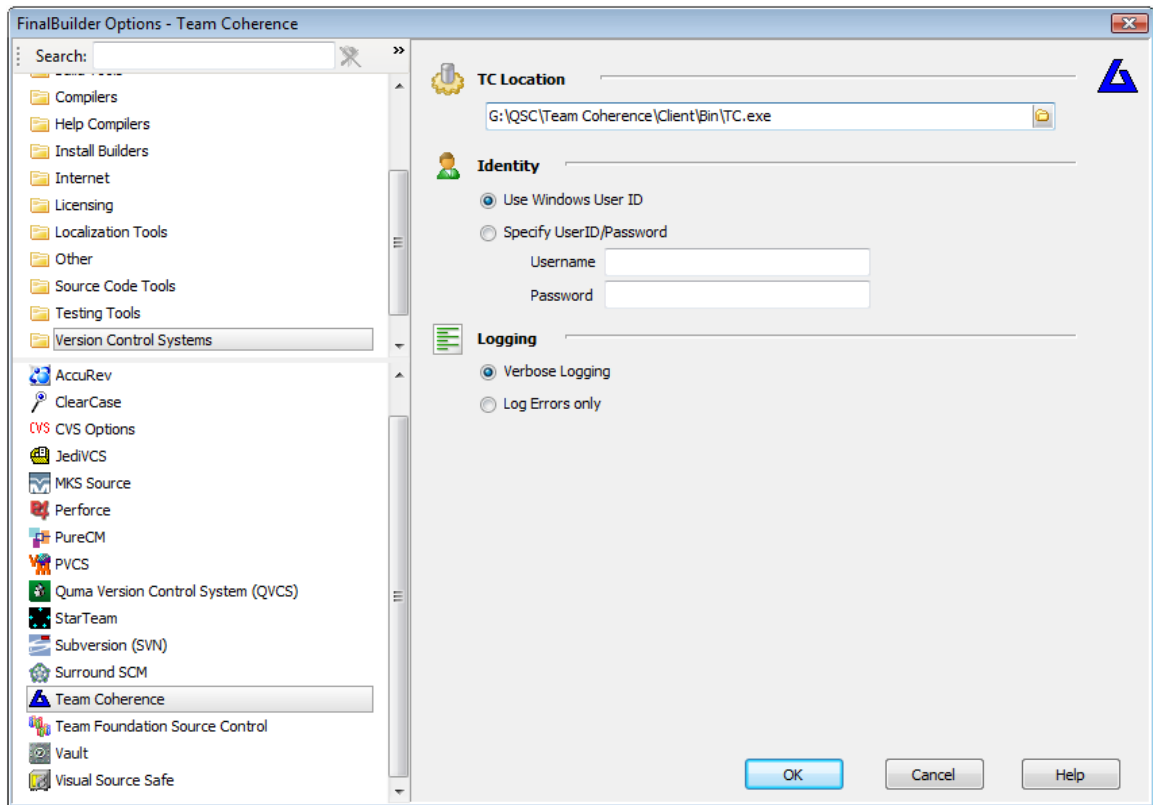 FinalBuilder Options - Team Coherence
Search:
»
Compilers
Help Compilers
Install Builders
Internet
Licensing
Localization Tools
Other
Source Code Tools
Testing Tools
Version Control Systems
AccuRev
ClearCase
CVS CVS Options
JediVCS
MKS Source
Perforce
PureCM
PVCS
Quma Version Control System (QVCS)
StarTeam
Subversion (SVN)
Surround SCM
Team Coherence
Team Foundation Source Control
Vault
Visual Source Safe
TC Location
G:\QSC\Team Coherence\Client\Bin\TC.exe
Identity
Use Windows User ID
Specify UserID/Password
Username
Password
Logging
Verbose Logging
Log Errors only
OK
Cancel
Help